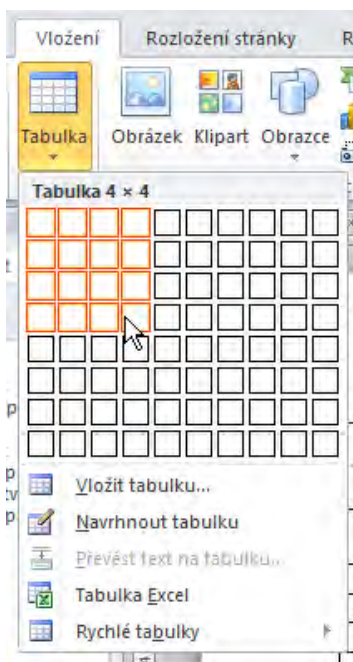 Vložení Rozložení stránky R
Tabulka Obrázek Klipart Obrazce
Tabulka 4 × 4
Vložit tabulku...
Navrhnout tabulku
Převést text na tabulku...
Tabulka Excel
Rychlé tabulky